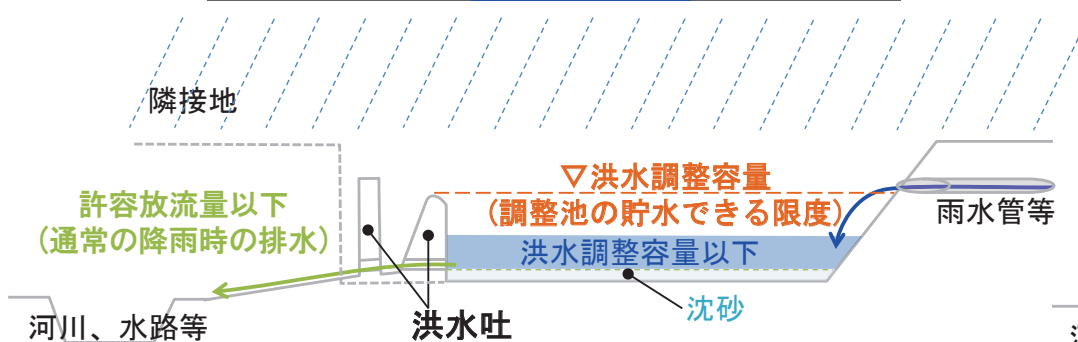 隣接地
▽洪水調整容量
(調整池の貯水できる限度)
許容放流量以下
(通常の降雨時の排水)
雨水管等
洪水調整容量以下
沈砂
洪水吐
河川、水路等